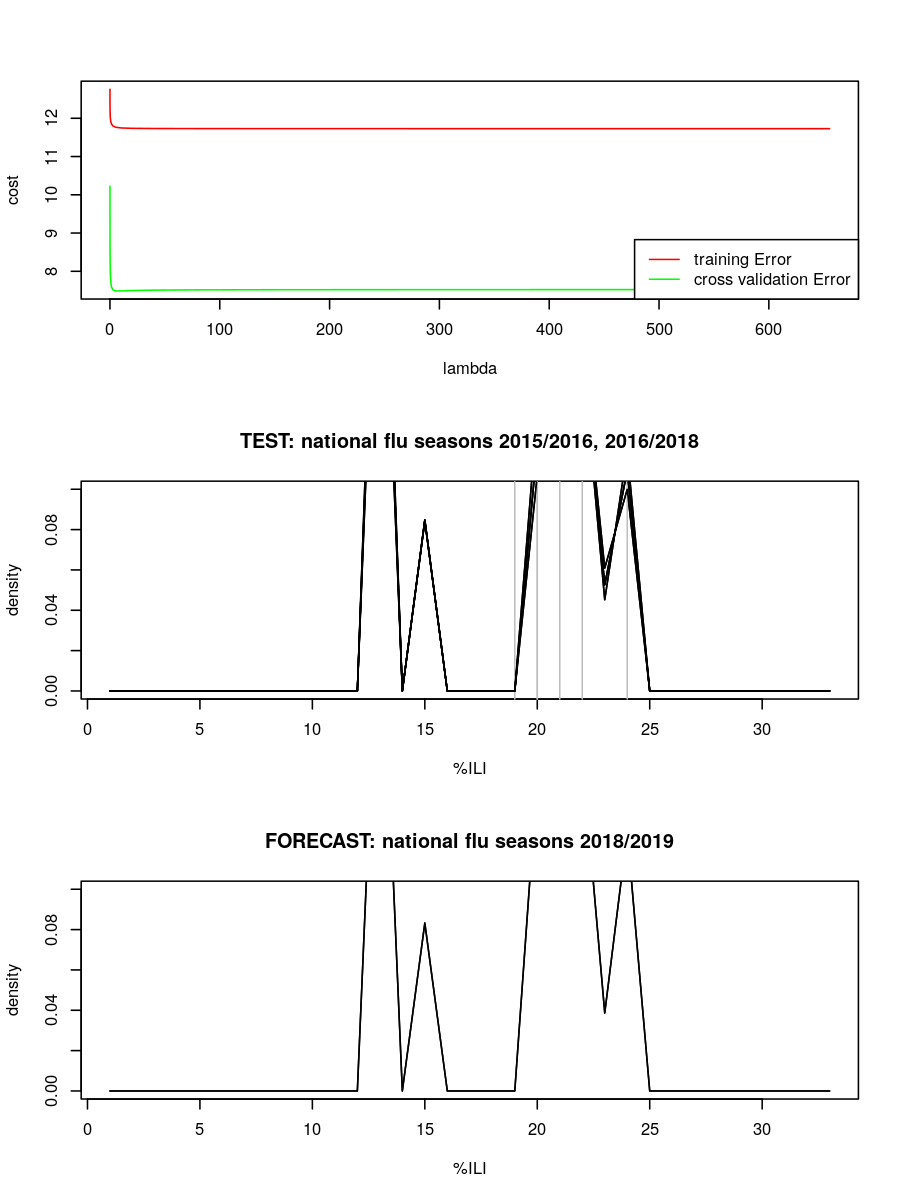 cost
12
11
10
9
8
training Error
cross validation Error
0 100 200 300 400 500 600
lambda
TEST: national flu seasons 2015/2016, 2016/2018
density
0.08
0.04
0.00
0 5 10 15 20 25 30
%ILI
FORECAST: national flu seasons 2018/2019
density
0.08
0.04
0.00
0 5 10 15 20 25 30
%ILI